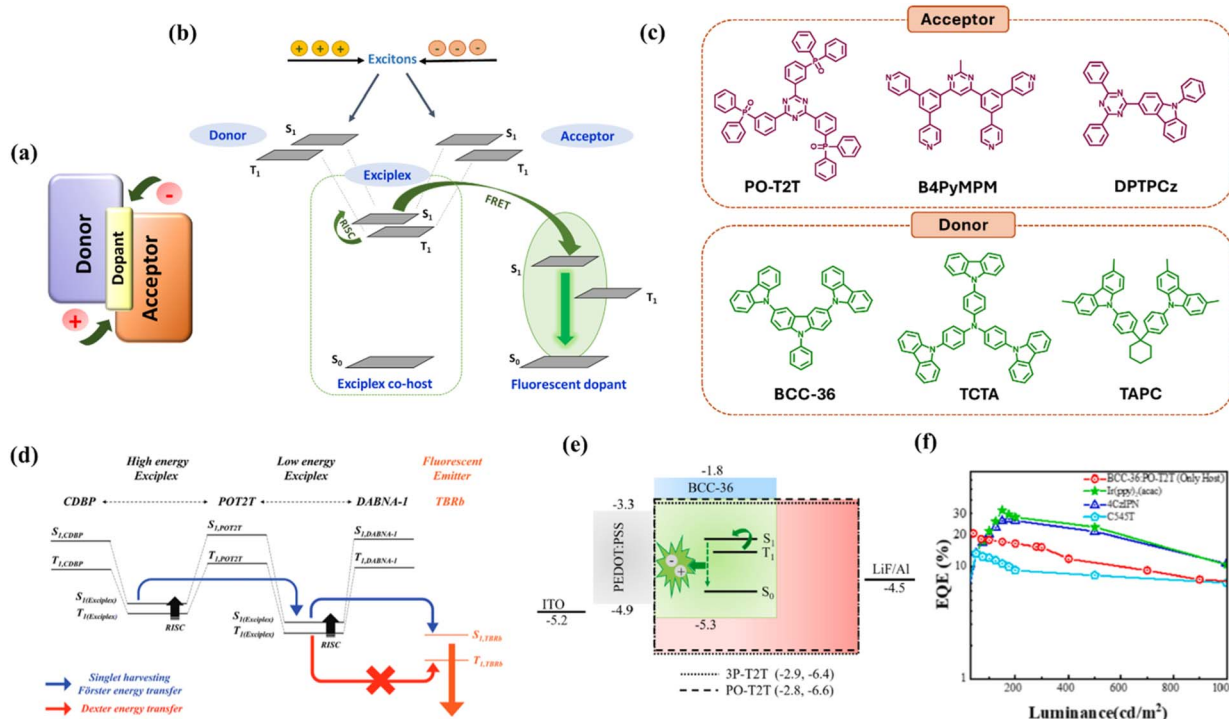 (a)
Donor
Dopant
Acceptor
-
+
(b)
+ + + Excitons - - -
Donor
S1
T1
S1
T1
Acceptor
Exciplex
RISC
S1
T1
FRET
S1
T1
S0
S0
Exciplex co-host
Fluorescent dopant
(c)
Acceptor
PO-T2T
B4PyMPM
DPTPCz
Donor
BCC-36
TCTA
TAPC
(d)
High energy
Exciplex
Low energy
Exciplex
Fluorescent
Emitter
CDBP
POT2T
DABNA-1
TBRb
S1,CDBP
T1,CDBP
S1,POT2T
T1,POT2T
S1,DABNA-1
T1,DABNA-1
S1(Exciplex)
T1(Exciplex)
RISC
S1(Exciplex)
T1(Exciplex)
RISC
S1,TBRb
T1,TBRb
Singlet harvesting
Förster energy transfer
Dexter energy transfer
(e)
-1.8
BCC-36
-3.3
PEDOT:PSS
-4.9
ITO
-5.2
S1
T1
S0
-5.3
LiF/Al
-4.5
3P-T2T (-2.9, -6.4)
PO-T2T (-2.8, -6.6)
(f)
BCC-36:PO-T2T (Only Host)
Ir(ppy)2(acac)
4CzIPN
C545T
EQE (%)
30
20
10
1
200 400 600 800
Luminance(cd/m²)